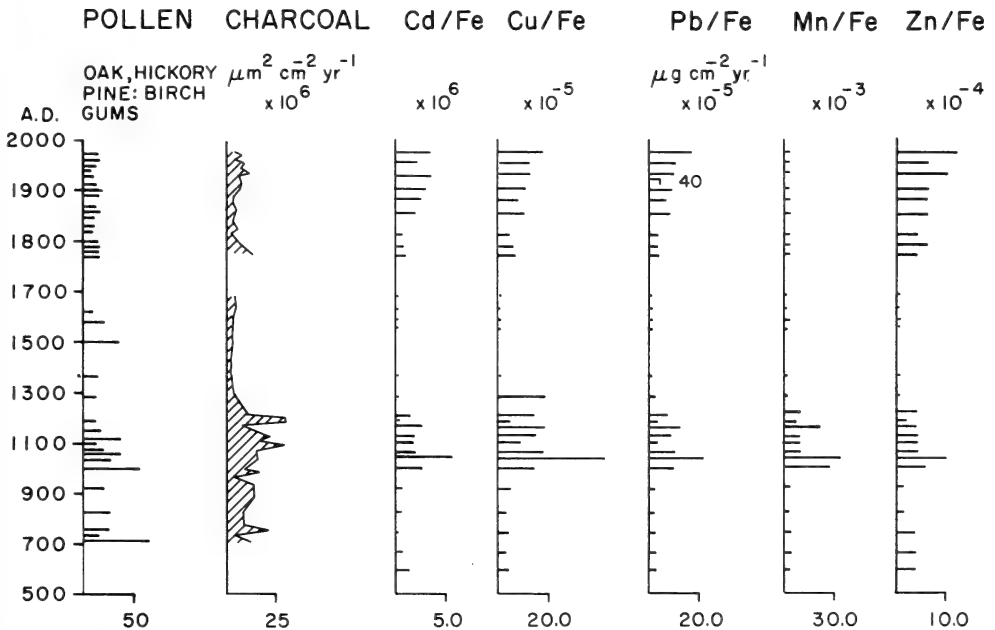 POLLEN CHARCOAL Cd/Fe Cu/Fe Pb/Fe Mn/Fe Zn/Fe
OAK, HICKORY μm² cm⁻² yr⁻¹ μg cm⁻² yr⁻¹
PINE: BIRCH
GUMS x 10⁶ x 10⁶ x 10⁻⁵ x 10⁻⁵ x 10⁻³ x 10⁻⁴
A.D.
2000
1900 40
1800
1700
1500
1300
1100
900
700
500
50 25 5.0 20.0 20.0 30.0 10.0